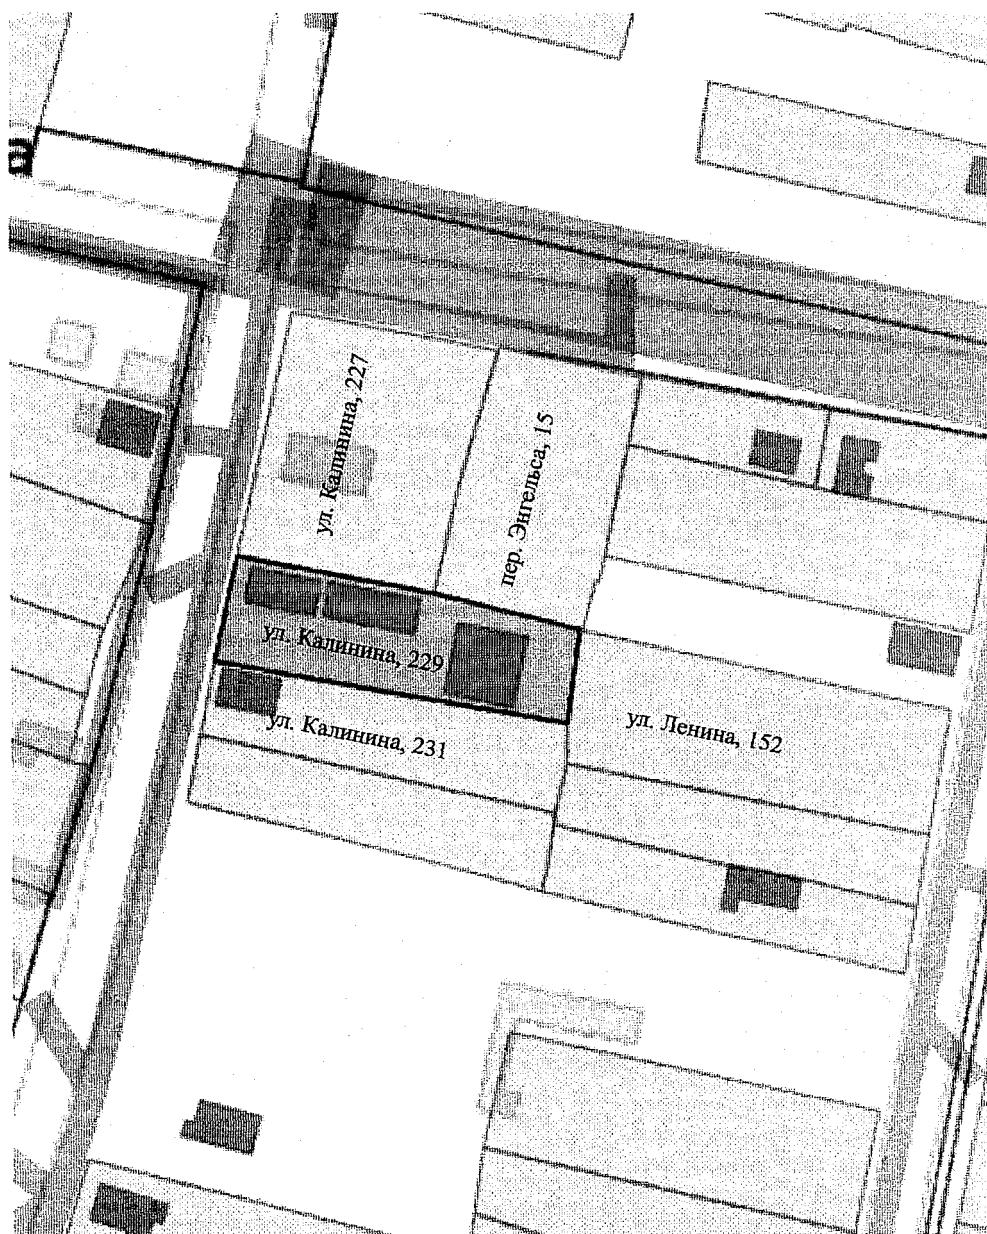 ул. Калинина, 227
пер. Энгельса, 15
ул. Калинина, 229
ул. Калинина, 231
ул. Ленина, 152